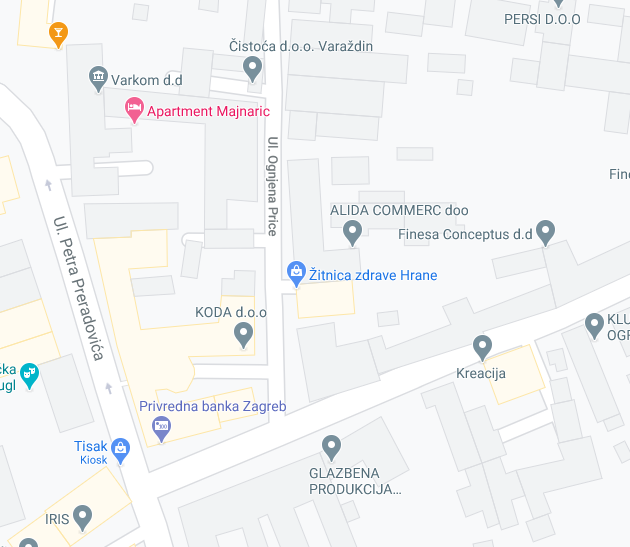 PERSI D.O.O
Čistoća d.o.o. Varaždin
Varkom d.d
Apartment Majnaric
Ul. Ognjena Price
Fine
ALIDA COMMERC doo
Finesa Conceptus d.d
Ul. Petra Preradovića
Žitnica zdrave Hrane
KODA d.o.o
KLU
OGR
čka
ugl
Kreacija
Privredna banka Zagreb
Tisak
Kiosk
GLAZBENA
PRODUKCIJA…
IRIS